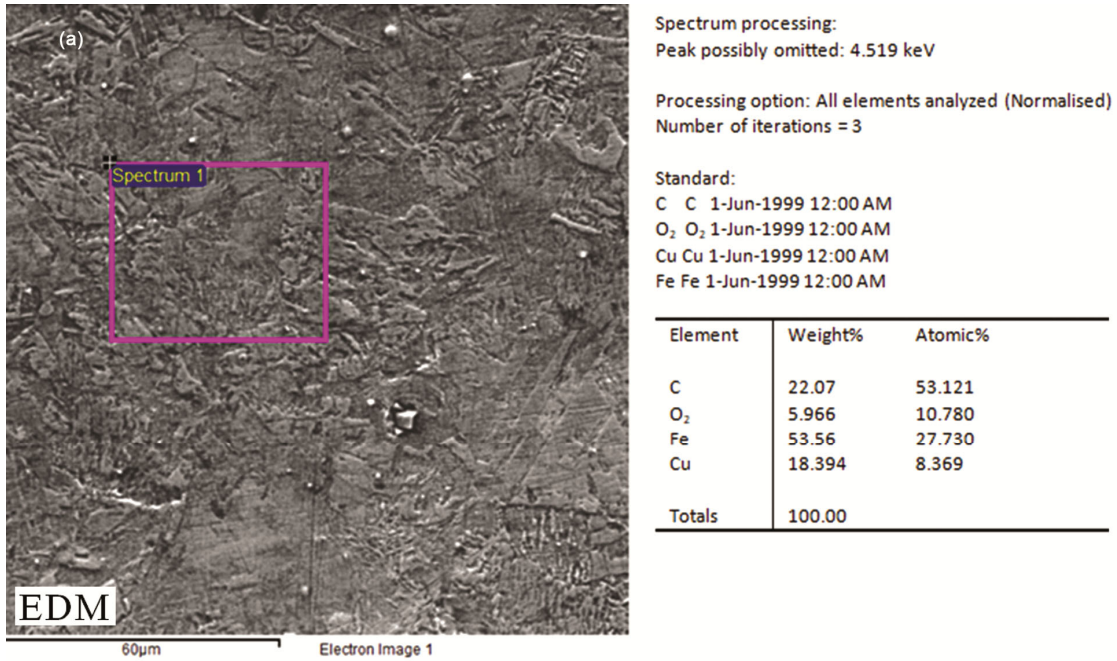 (a)
Spectrum 1
EDM
60µm
Electron Image 1
Spectrum processing:
Peak possibly omitted: 4.519 keV
Processing option: All elements analyzed (Normalised)
Number of iterations = 3
Standard:
C C 1-Jun-1999 12:00 AM
O₂ O₂ 1-Jun-1999 12:00 AM
Cu Cu 1-Jun-1999 12:00 AM
Fe Fe 1-Jun-1999 12:00 AM
Element Weight% Atomic%
C 22.07 53.121
O₂ 5.966 10.780
Fe 53.56 27.730
Cu 18.394 8.369
Totals 100.00